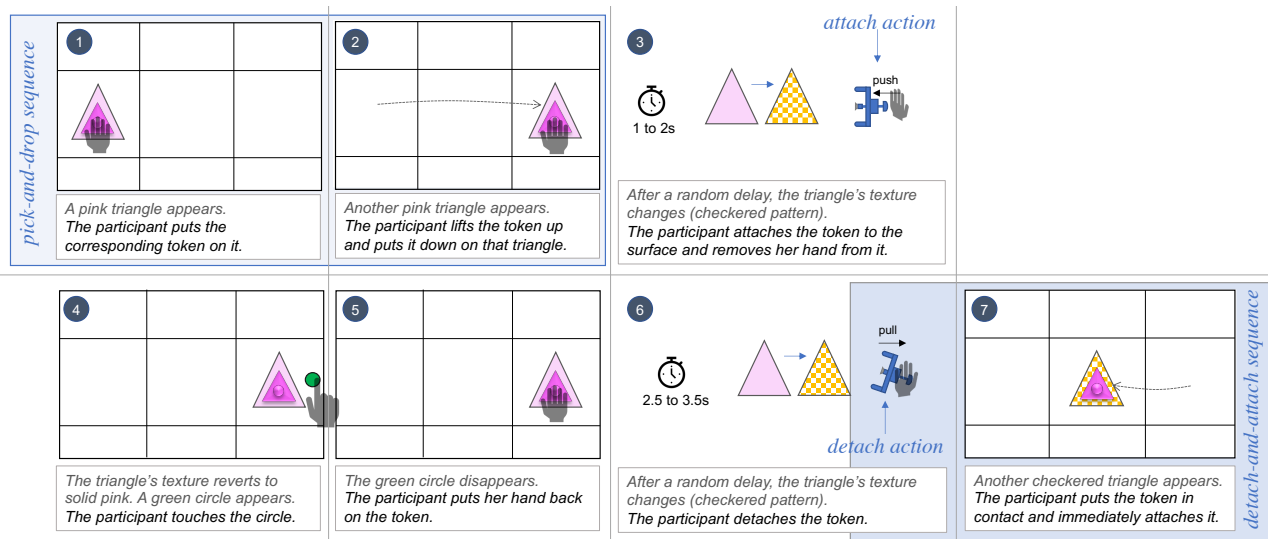 pick-and-drop sequence
1
A pink triangle appears.
The participant puts the
corresponding token on it.
2
Another pink triangle appears.
The participant lifts the token up
and puts it down on that triangle.
3
attach action
push
1 to 2s
After a random delay, the triangle's texture
changes (checkered pattern).
The participant attaches the token to the
surface and removes her hand from it.
4
The triangle's texture reverts to
solid pink. A green circle appears.
The participant touches the circle.
5
The green circle disappears.
The participant puts her hand back
on the token.
6
pull
2.5 to 3.5s
detach action
After a random delay, the triangle's texture
changes (checkered pattern).
The participant detaches the token.
7
Another checkered triangle appears.
The participant puts the token in
contact and immediately attaches it.
detach-and-attach sequence